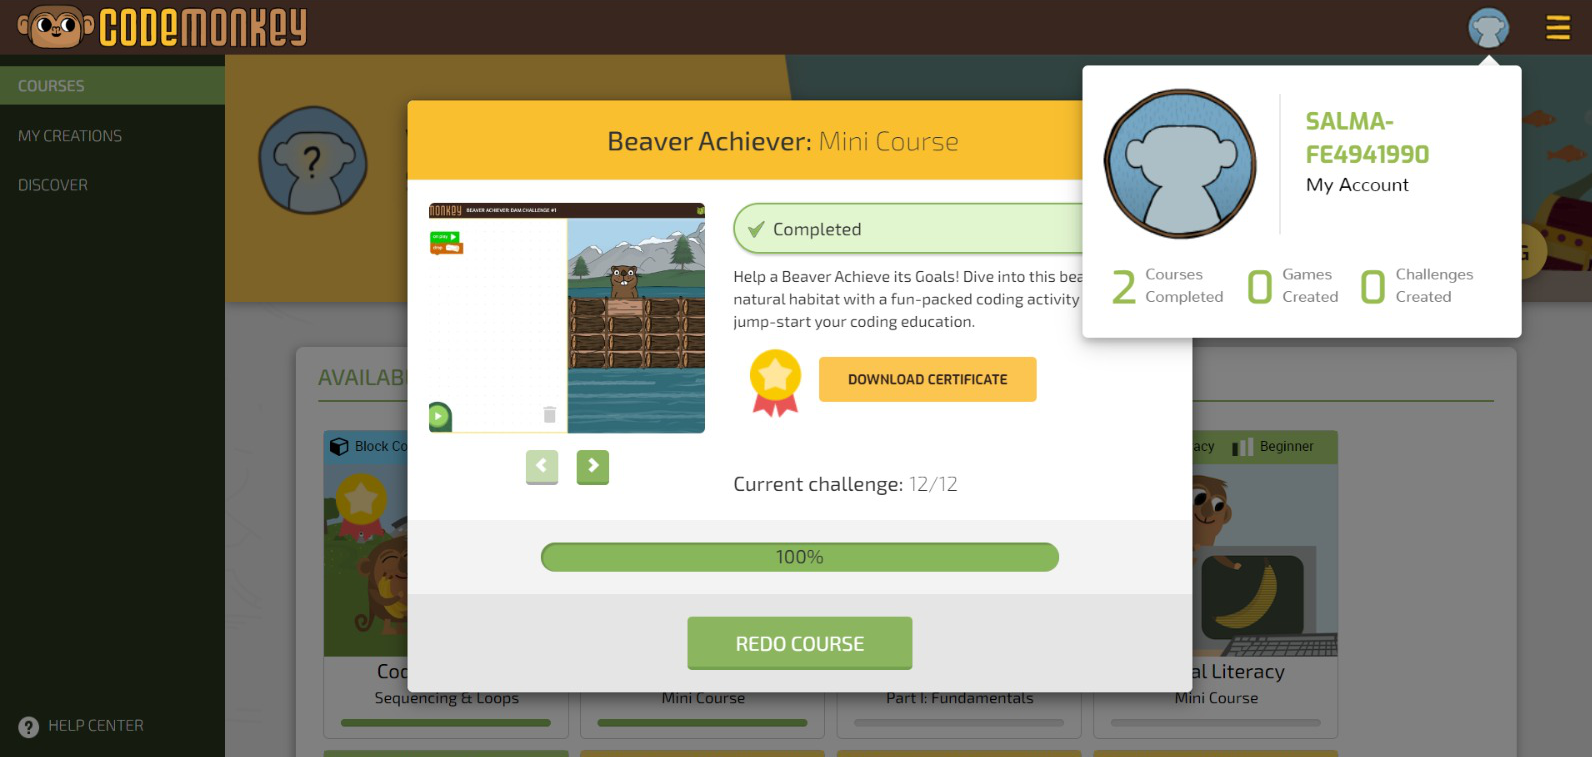 CODEMONKEY
COURSES
MY CREATIONS
DISCOVER
HELP CENTER
?
Beaver Achiever: Mini Course
MONKEY BEAVER ACHIEVER: DAM CHALLENGE #1
Completed
Help a Beaver Achieve its Goals! Dive into this bea
natural habitat with a fun-packed coding activity
jump-start your coding education.
DOWNLOAD CERTIFICATE
Current challenge: 12/12
100%
REDO COURSE
SALMA-
FE4941990
My Account
2 Courses Completed
0 Games Created
0 Challenges Created
AVAILAB
Block Co
acy Beginner
Cod
Sequencing & Loops
Mini Course
Part I: Fundamentals
al Literacy
Mini Course